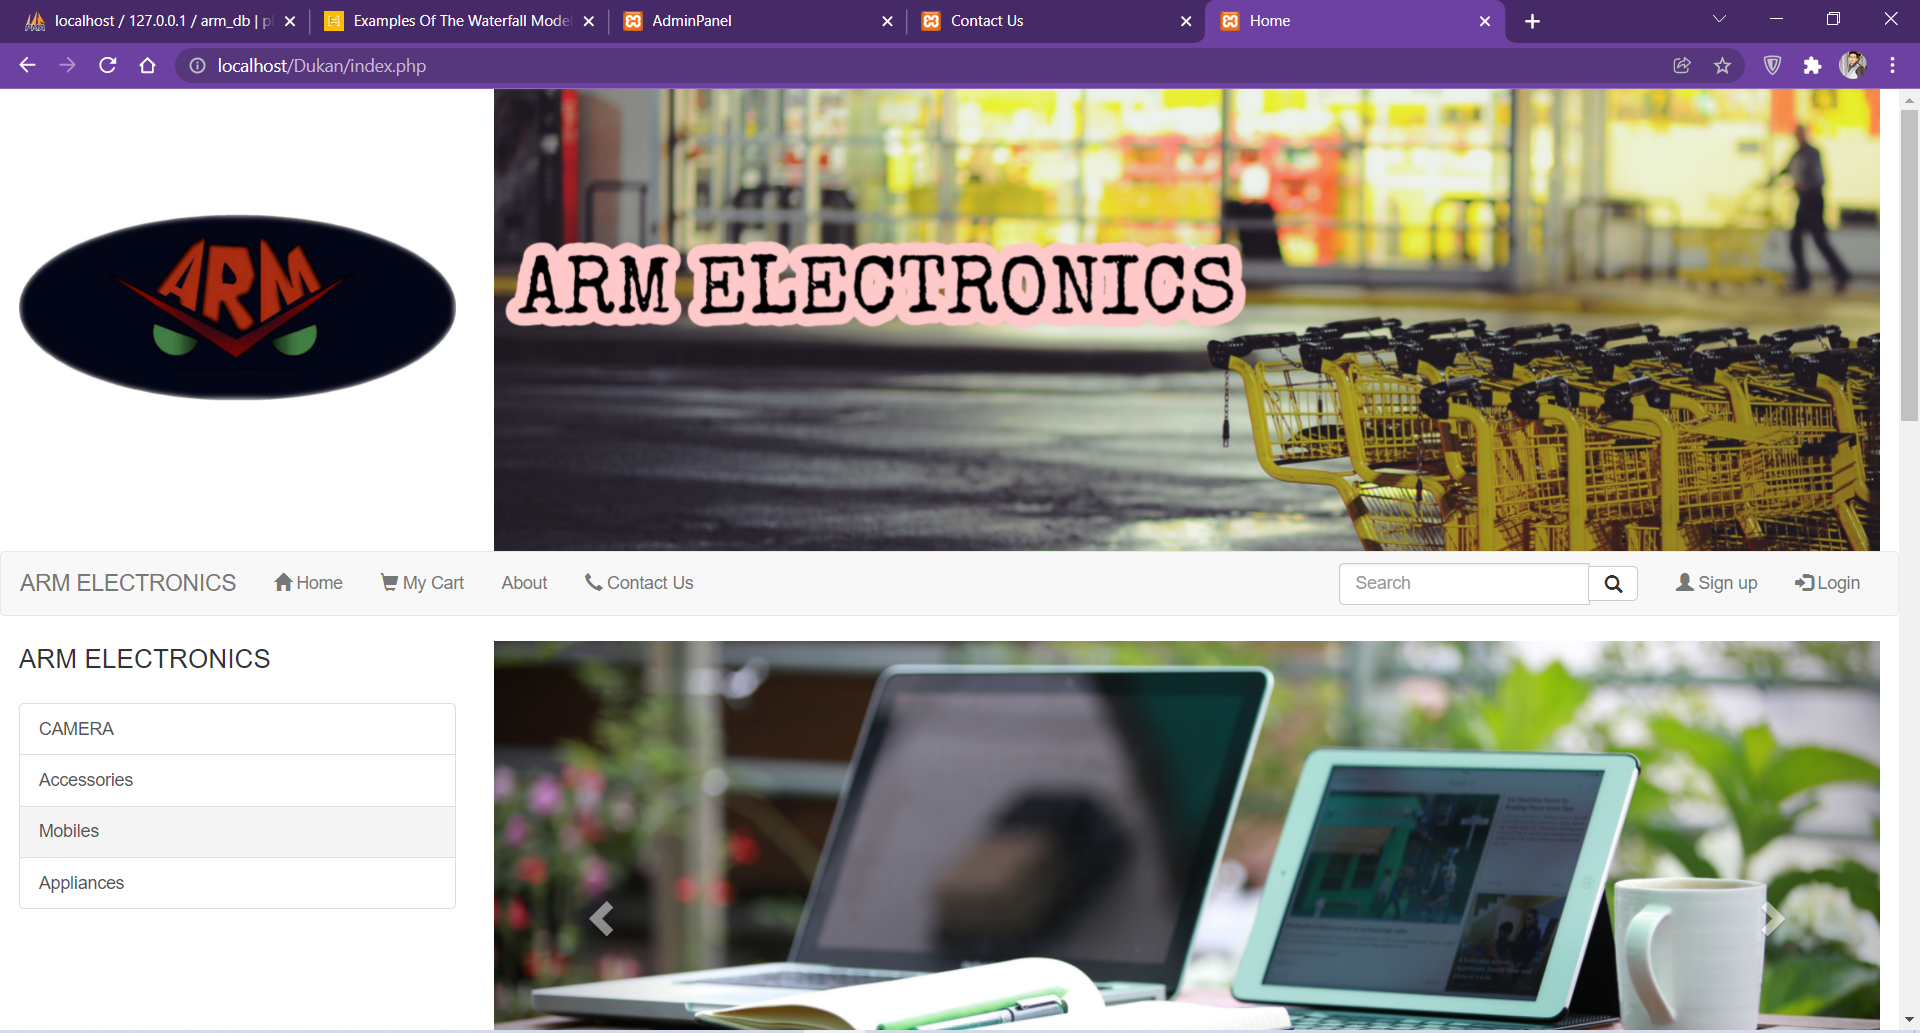 localhost / 127.0.0.1 / arm_db | pl
Examples Of The Waterfall Model
AdminPanel
Contact Us
Home
localhost/Dukan/index.php
ARM
ARM ELECTRONICS
ARM ELECTRONICS Home My Cart About Contact Us Search Sign up Login
ARM ELECTRONICS
CAMERA
Accessories
Mobiles
Appliances